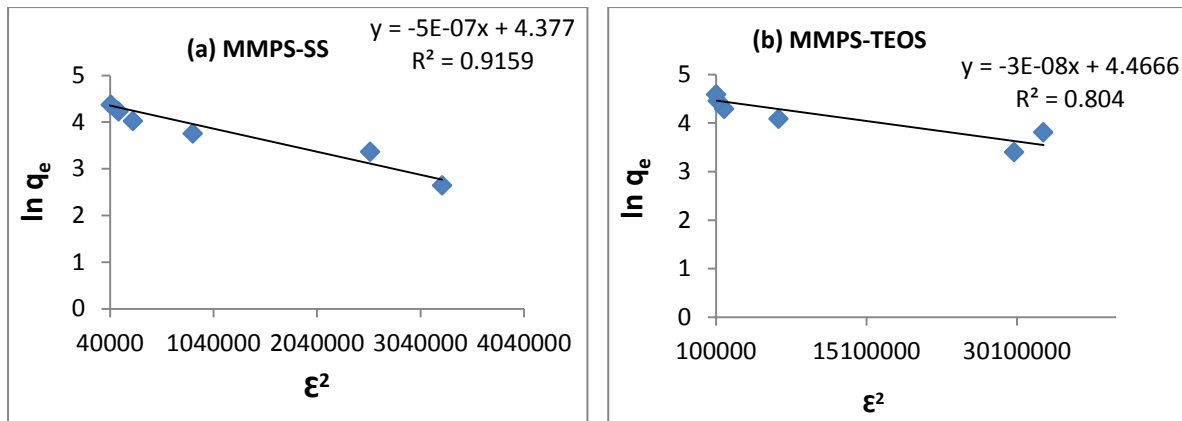 (a) MMPS-SS
y = -5E-07x + 4.377
R² = 0.9159
5
4
3
2
1
0
ln qₑ
40000 1040000 2040000 3040000 4040000
Ɛ²
(b) MMPS-TEOS
y = -3E-08x + 4.4666
R² = 0.804
5
4
3
2
1
0
ln qₑ
100000 15100000 30100000
Ɛ²